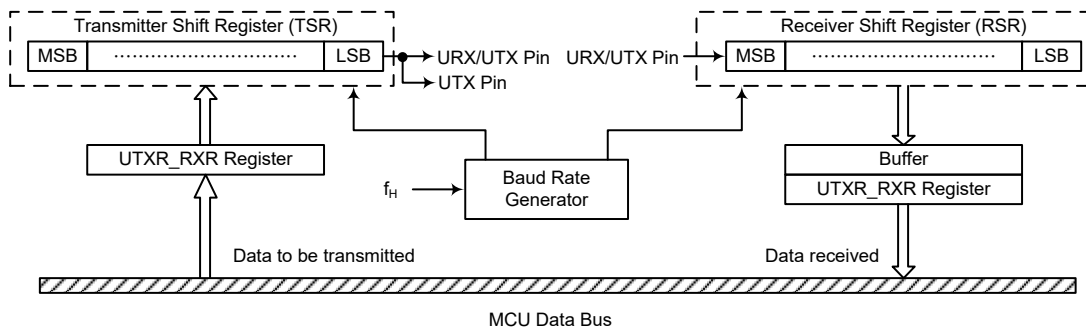 Transmitter Shift Register (TSR)
MSB
LSB
URX/UTX Pin
UTX Pin
URX/UTX Pin
Receiver Shift Register (RSR)
MSB
LSB
UTXR_RXR Register
fH
Baud Rate
Generator
Buffer
UTXR_RXR Register
Data to be transmitted
Data received
MCU Data Bus